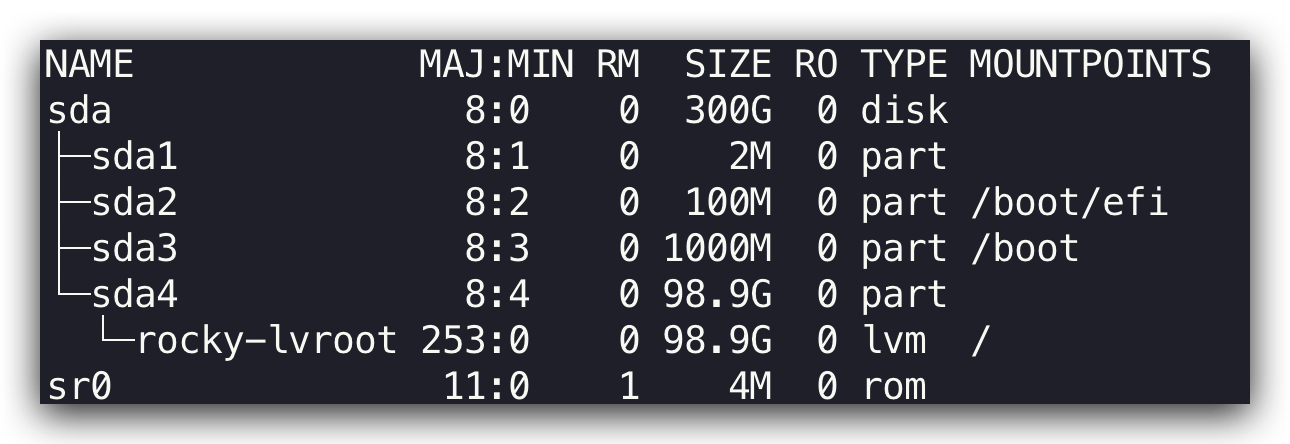 NAME             MAJ:MIN RM   SIZE RO TYPE MOUNTPOINTS
sda                8:0    0   300G  0 disk
├─sda1             8:1    0     2M  0 part
├─sda2             8:2    0   100M  0 part /boot/efi
├─sda3             8:3    0  1000M  0 part /boot
└─sda4             8:4    0  98.9G  0 part
  └─rocky-lvroot 253:0    0  98.9G  0 lvm  /
sr0               11:0    1     4M  0 rom